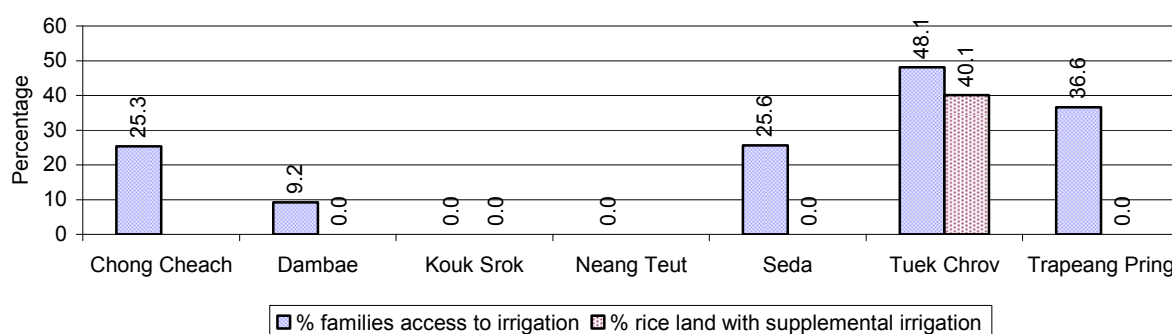 60
50
40
30
20
10
0
Percentage
25.3
9.2
0.0
0.0
0.0
0.0
25.6
0.0
48.1
40.1
36.6
0.0
Chong Cheach
Dambae
Kouk Srok
Neang Teut
Seda
Tuek Chrov
Trapeang Pring
% families access to irrigation
% rice land with supplemental irrigation